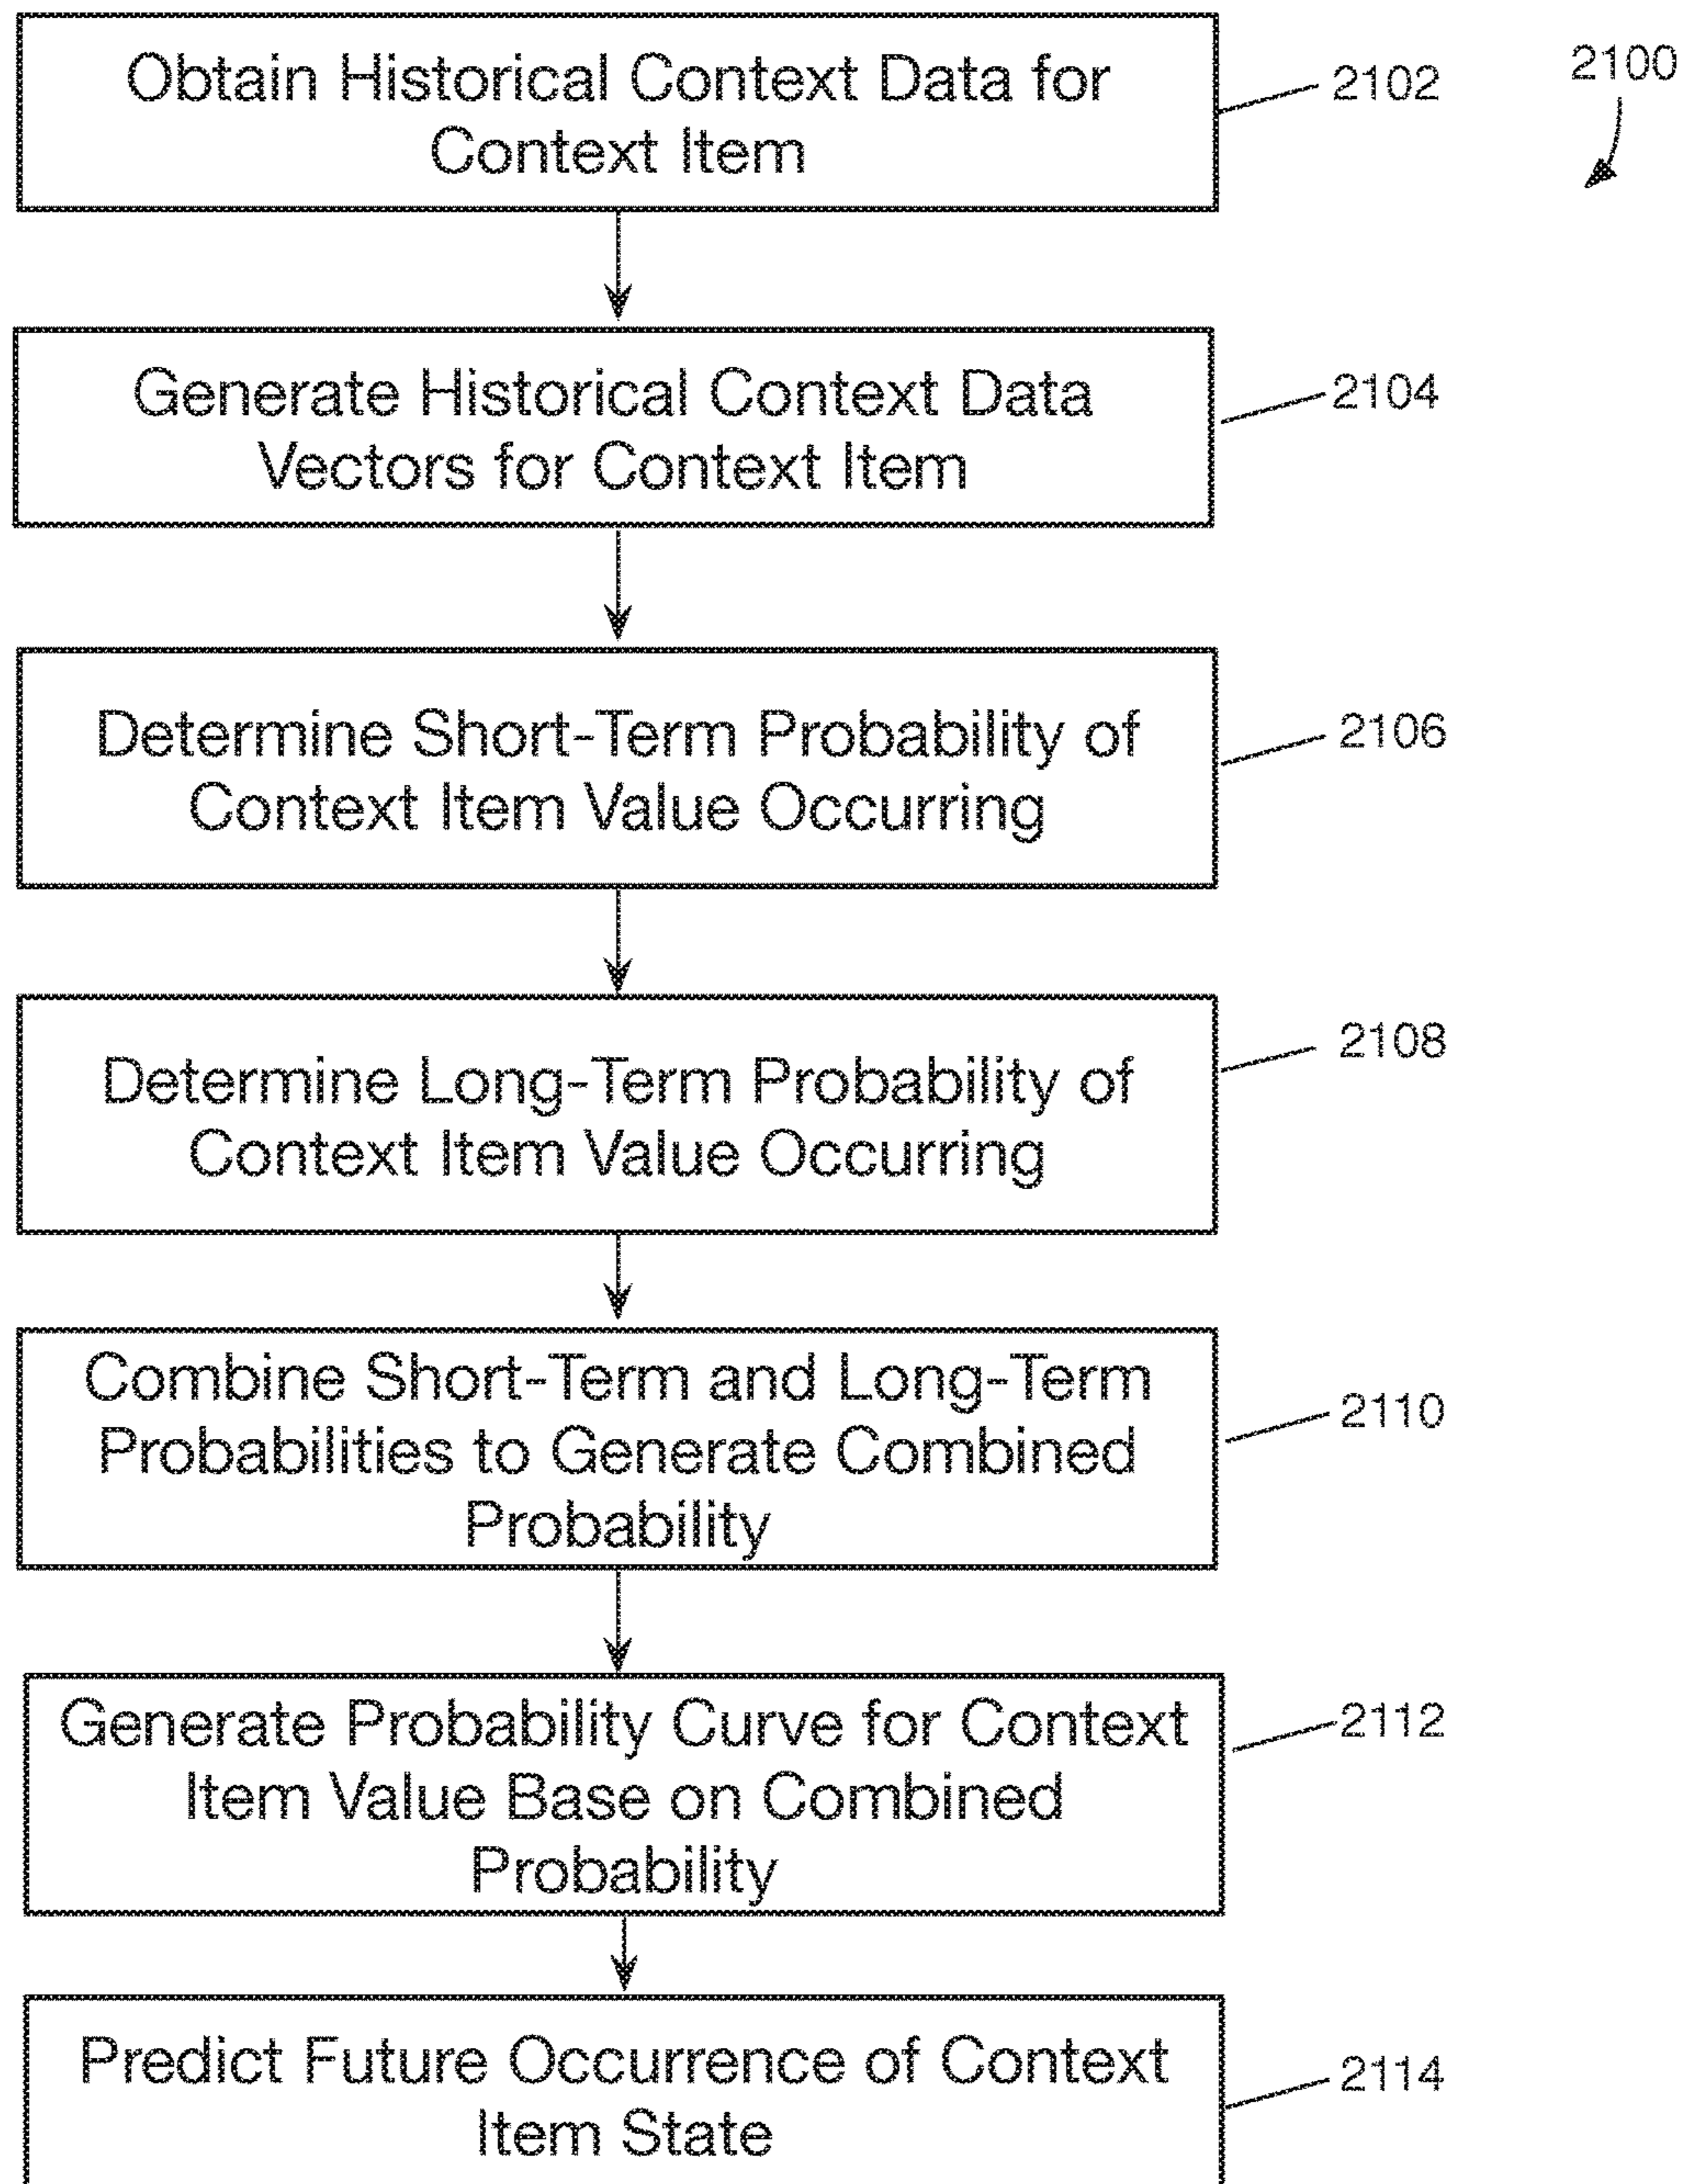 Obtain Historical Context Data for
Context Item
2102
2100
Generate Historical Context Data
Vectors for Context Item
2104
Determine Short-Term Probability of
Context Item Value Occurring
2106
Determine Long-Term Probability of
Context Item Value Occurring
2108
Combine Short-Term and Long-Term
Probabilities to Generate Combined
Probability
2110
Generate Probability Curve for Context
Item Value Base on Combined
Probability
2112
Predict Future Occurrence of Context
Item State
2114